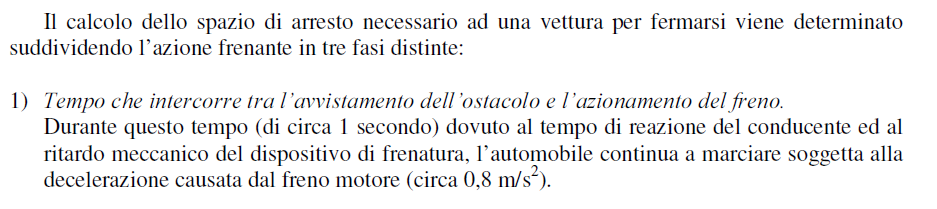 Il calcolo dello spazio di arresto necessario ad una vettura per fermarsi viene determinato
suddividendo l'azione frenante in tre fasi distinte:
1) Tempo che intercorre tra l'avvistamento dell'ostacolo e l'azionamento del freno.
Durante questo tempo (di circa 1 secondo) dovuto al tempo di reazione del conducente ed al
ritardo meccanico del dispositivo di frenatura, l'automobile continua a marciare soggetta alla
decelerazione causata dal freno motore (circa 0,8 m/s²).